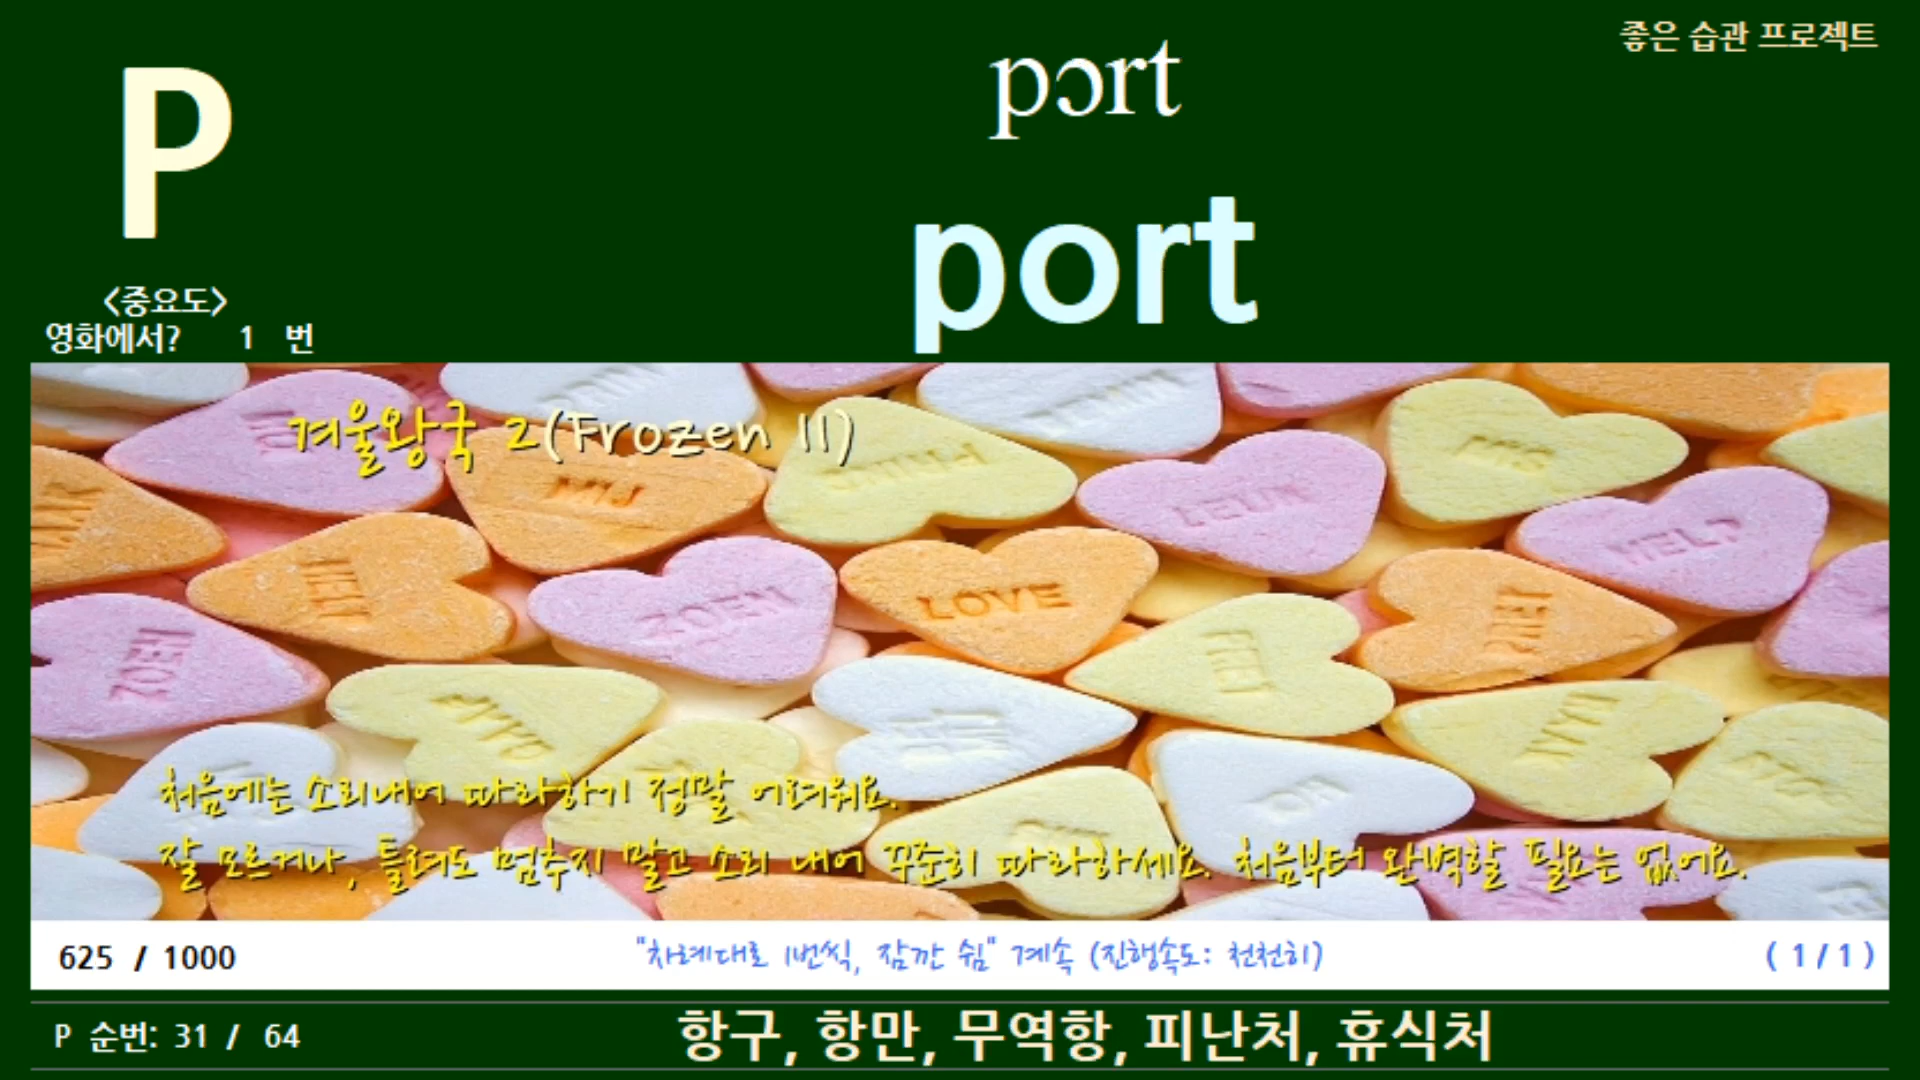 좋은 습관 프로젝트
P
pɔrt
port
<중요도>
영화에서? 1 번
겨울왕국 2(Frozen II)
MIJ
LEUK
HELP
ZOEN
LOVE
처음에는 소리내어 따라하기 정말 어려워요.
잘 모르거나, 틀려도 멈추지 말고 소리 내어 꾸준히 따라하세요. 처음부터 완벽할 필요는 없어요.
625 / 1000
"차례대로 1번씩, 잠깐 쉼" 계속 (진행속도: 천천히)
( 1 / 1 )
P 순번: 31 / 64
항구, 항만, 무역항, 피난처, 휴식처